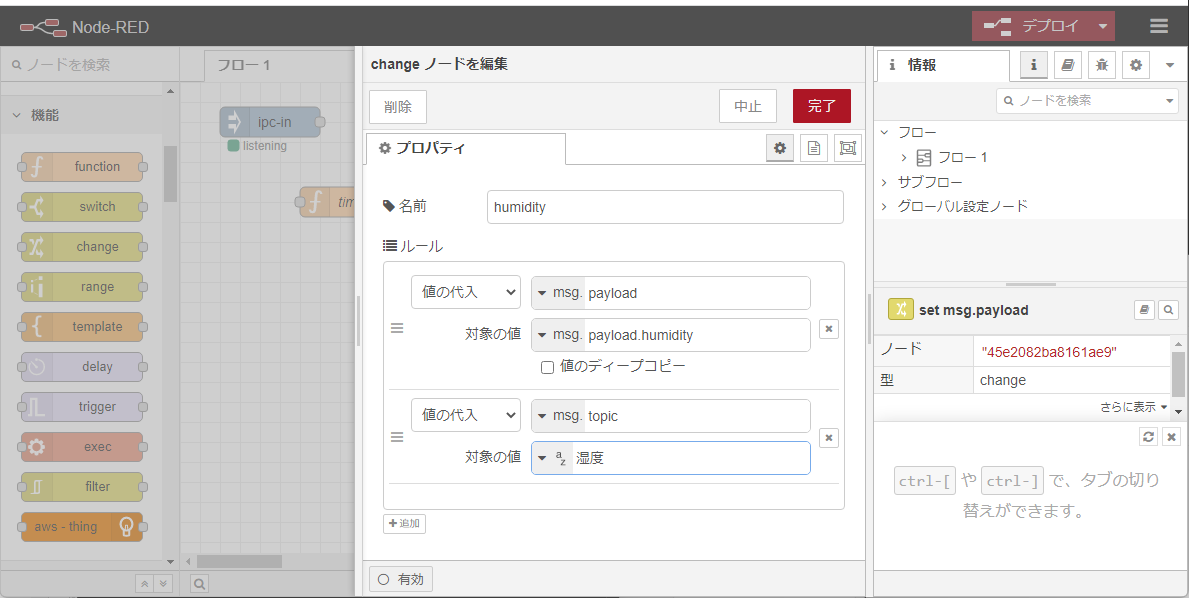 Node-RED
デプロイ
ノードを検索
機能
function
switch
change
range
template
delay
trigger
exec
filter
aws - thing
フロー 1
ipc-in
listening
tim
change ノードを編集
削除
中止
完了
プロパティ
名前
humidity
ルール
値の代入
msg. payload
対象の値
msg. payload.humidity
値のディープコピー
値の代入
msg. topic
対象の値
a z 湿度
追加
有効
i 情報
i
ノードを検索
フロー
フロー 1
サブフロー
グローバル設定ノード
set msg.payload
ノード "45e2082ba8161ae9"
型 change
さらに表示
ctrl-[ や ctrl-] で、タブの切り
替えができます。